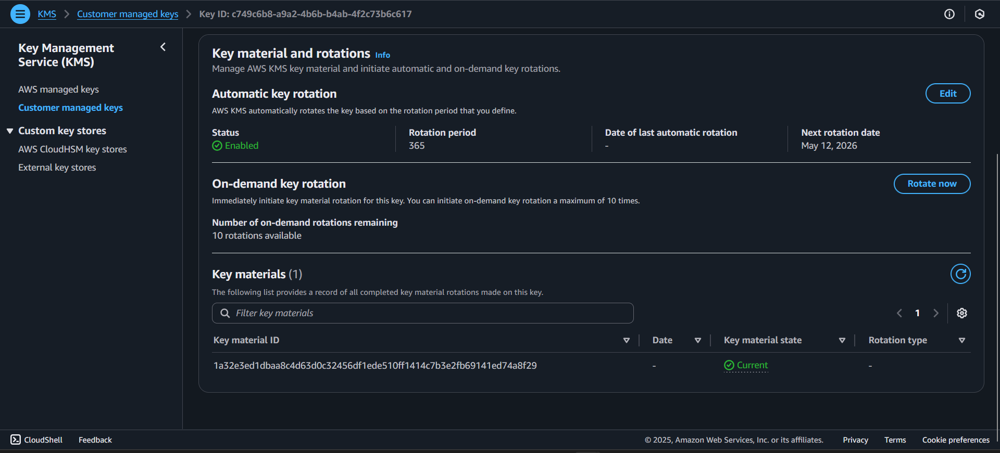 KMS > Customer managed keys > Key ID: c749c6b8-a9a2-4b6b-b4ab-4f2c73b6c617
Key Management
Service (KMS)
AWS managed keys
Customer managed keys
Custom key stores
AWS CloudHSM key stores
External key stores
Key material and rotations Info
Manage AWS KMS key material and initiate automatic and on-demand key rotations.
Automatic key rotation
Edit
AWS KMS automatically rotates the key based on the rotation period that you define.
Status
Enabled
Rotation period
365
Date of last automatic rotation
-
Next rotation date
May 12, 2026
On-demand key rotation
Rotate now
Immediately initiate key material rotation for this key. You can initiate on-demand key rotation a maximum of 10 times.
Number of on-demand rotations remaining
10 rotations available
Key materials (1)
The following list provides a record of all completed key material rotations made on this key.
Filter key materials
1
Key material ID Date Key material state Rotation type
1a32e3ed1dbaa8c4d63d0c32456df1ede510ff1414c7b3e2fb69141ed74a8f29 - Current -
CloudShell Feedback © 2025, Amazon Web Services, Inc. or its affiliates. Privacy Terms Cookie preferences